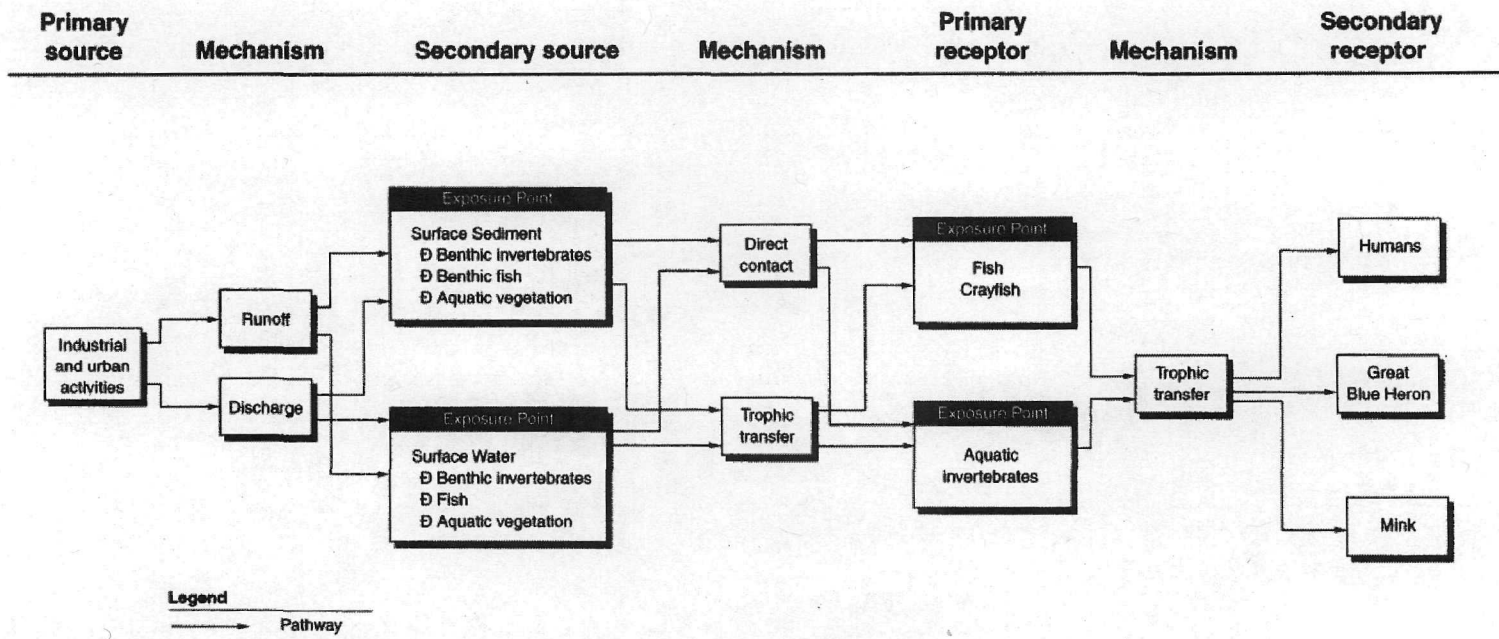 Primary source
Mechanism
Secondary source
Mechanism
Primary receptor
Mechanism
Secondary receptor
Industrial and urban activities
Runoff
Discharge
Exposure Point
Surface Sediment
Ð Benthic invertebrates
Ð Benthic fish
Ð Aquatic vegetation
Exposure Point
Surface Water
Ð Benthic invertebrates
Ð Fish
Ð Aquatic vegetation
Direct contact
Trophic transfer
Exposure Point
Fish
Crayfish
Exposure Point
Aquatic invertebrates
Trophic transfer
Humans
Great Blue Heron
Mink
Legend
Pathway